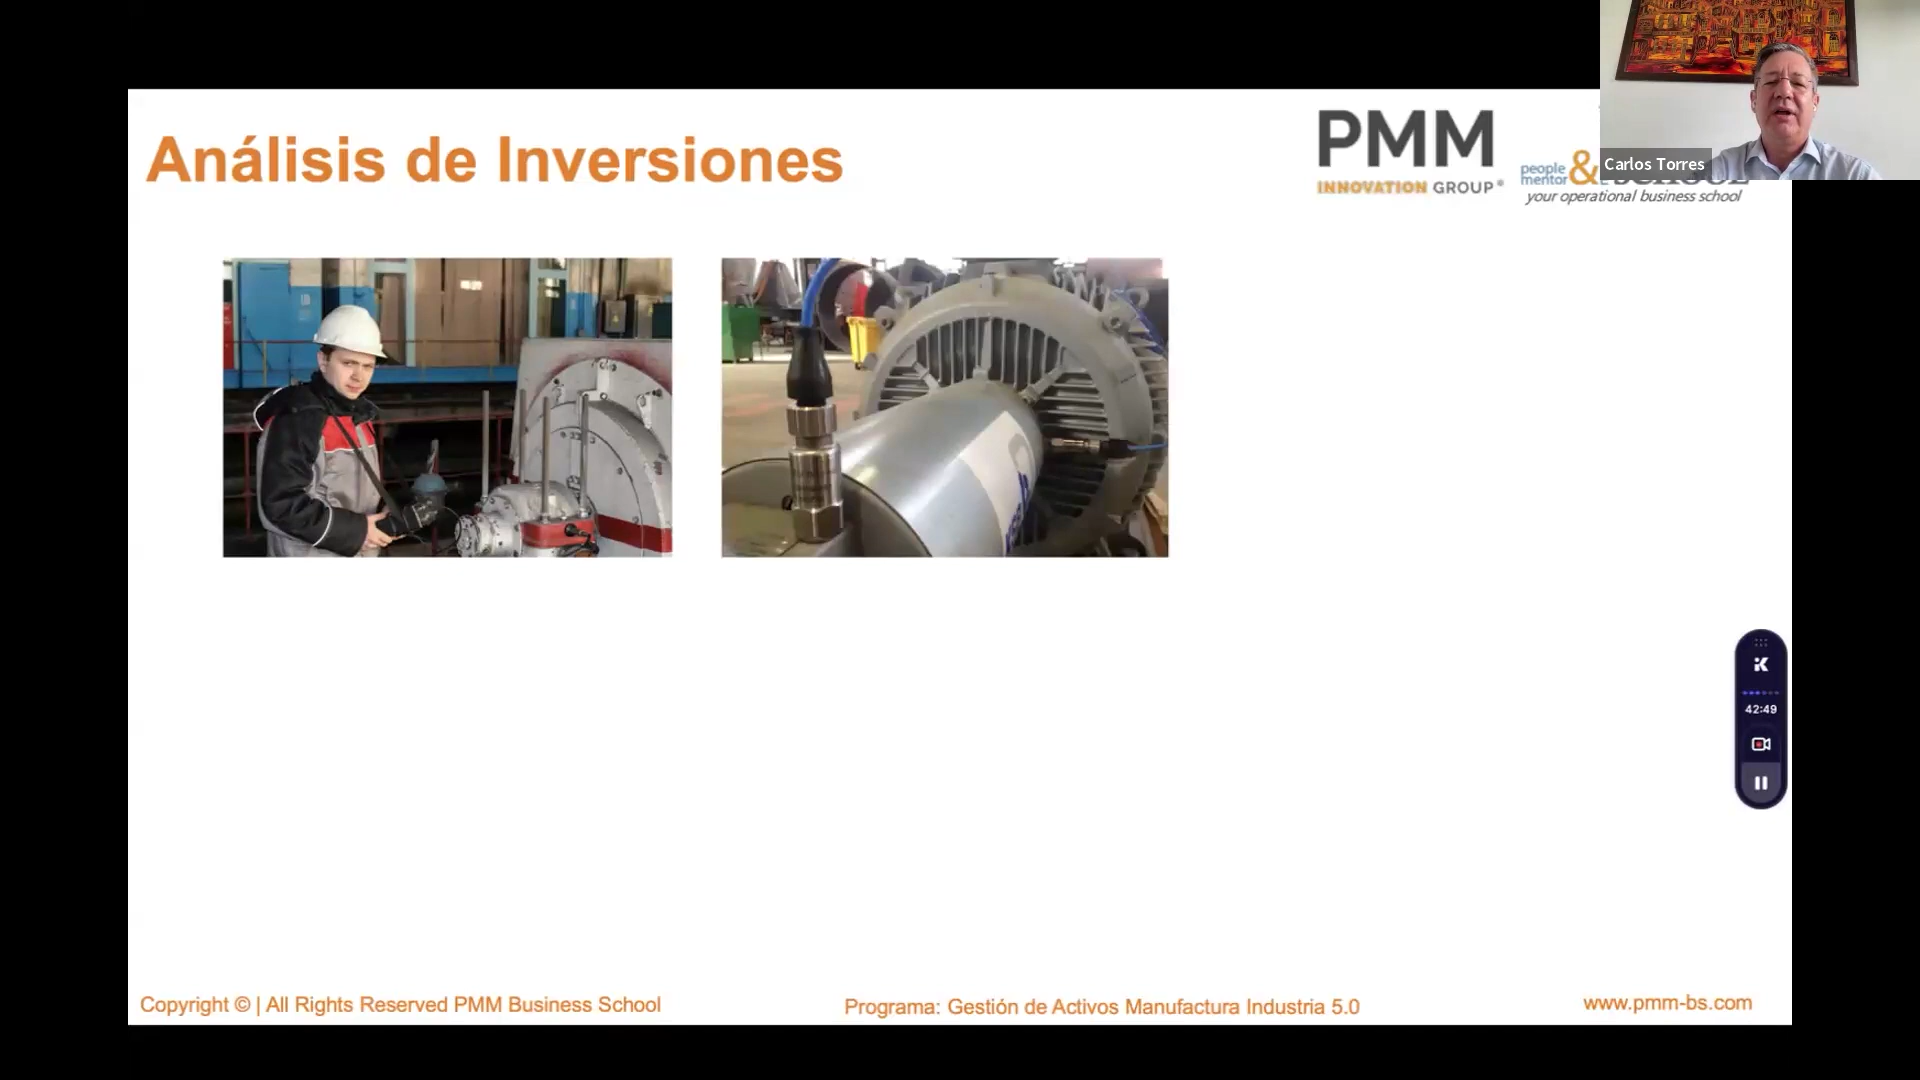 Análisis de Inversiones
PMM
INNOVATION GROUP®
people
mentor &
SCHOOL
your operational business school
Carlos Torres
42:49
Copyright © | All Rights Reserved PMM Business School
Programa: Gestión de Activos Manufactura Industria 5.0
www.pmm-bs.com